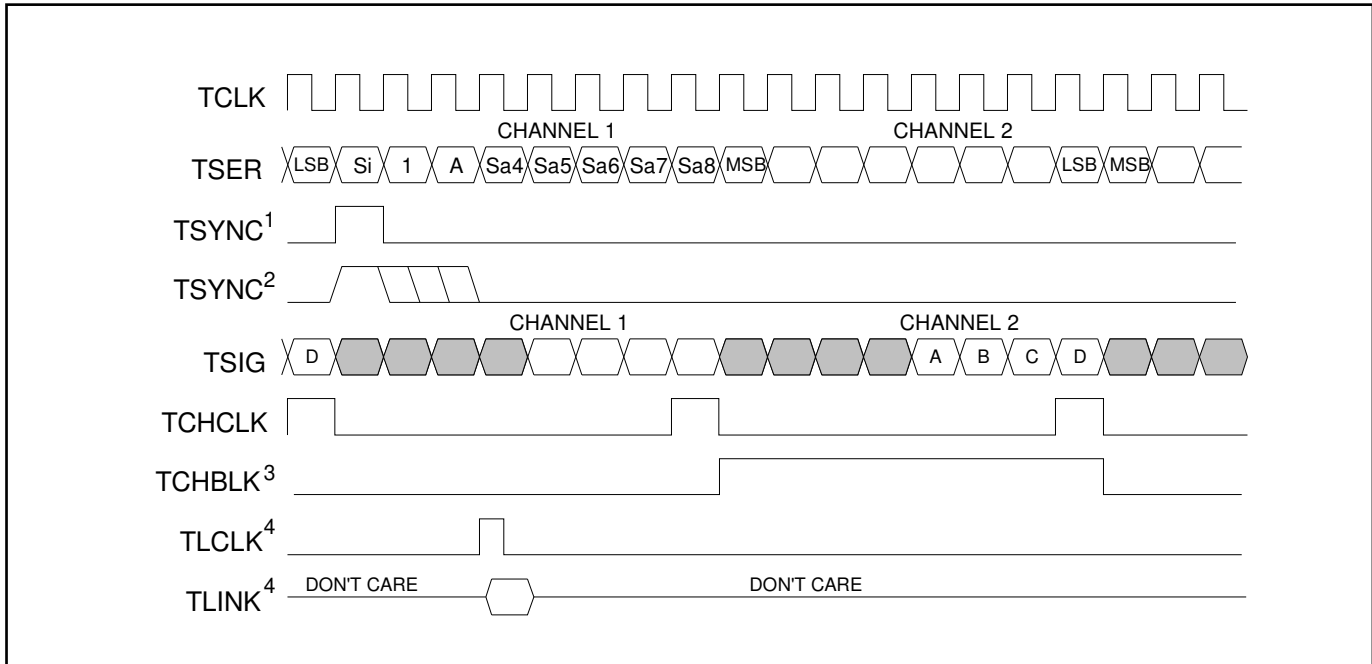 TCLK
CHANNEL 1 CHANNEL 2
TSER LSB Si 1 A Sa4 Sa5 Sa6 Sa7 Sa8 MSB LSB MSB
TSYNC1
TSYNC2
CHANNEL 1 CHANNEL 2
TSIG D A B C D
TCHCLK
TCHBLK3
TLCLK4
DON'T CARE DON'T CARE
TLINK4